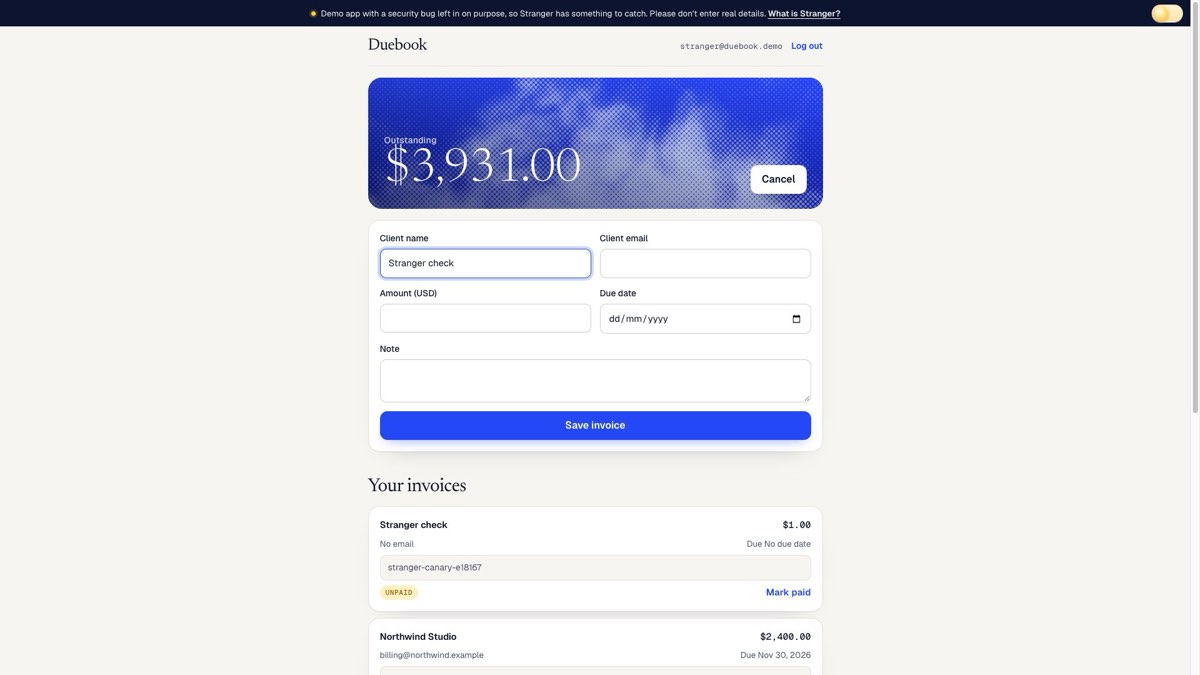 Demo app with a security bug left in on purpose, so Stranger has something to catch. Please don't enter real details. What is Stranger?
Duebook
stranger@duebook.demo Log out
Outstanding
$3,931.00
Cancel
Client name Client email
Stranger check
Amount (USD) Due date
dd/mm/yyyy
Note
Save invoice
Your invoices
Stranger check $1.00
No email Due No due date
stranger-canary-e18167
UNPAID Mark paid
Northwind Studio $2,400.00
billing@northwind.example Due Nov 30, 2026